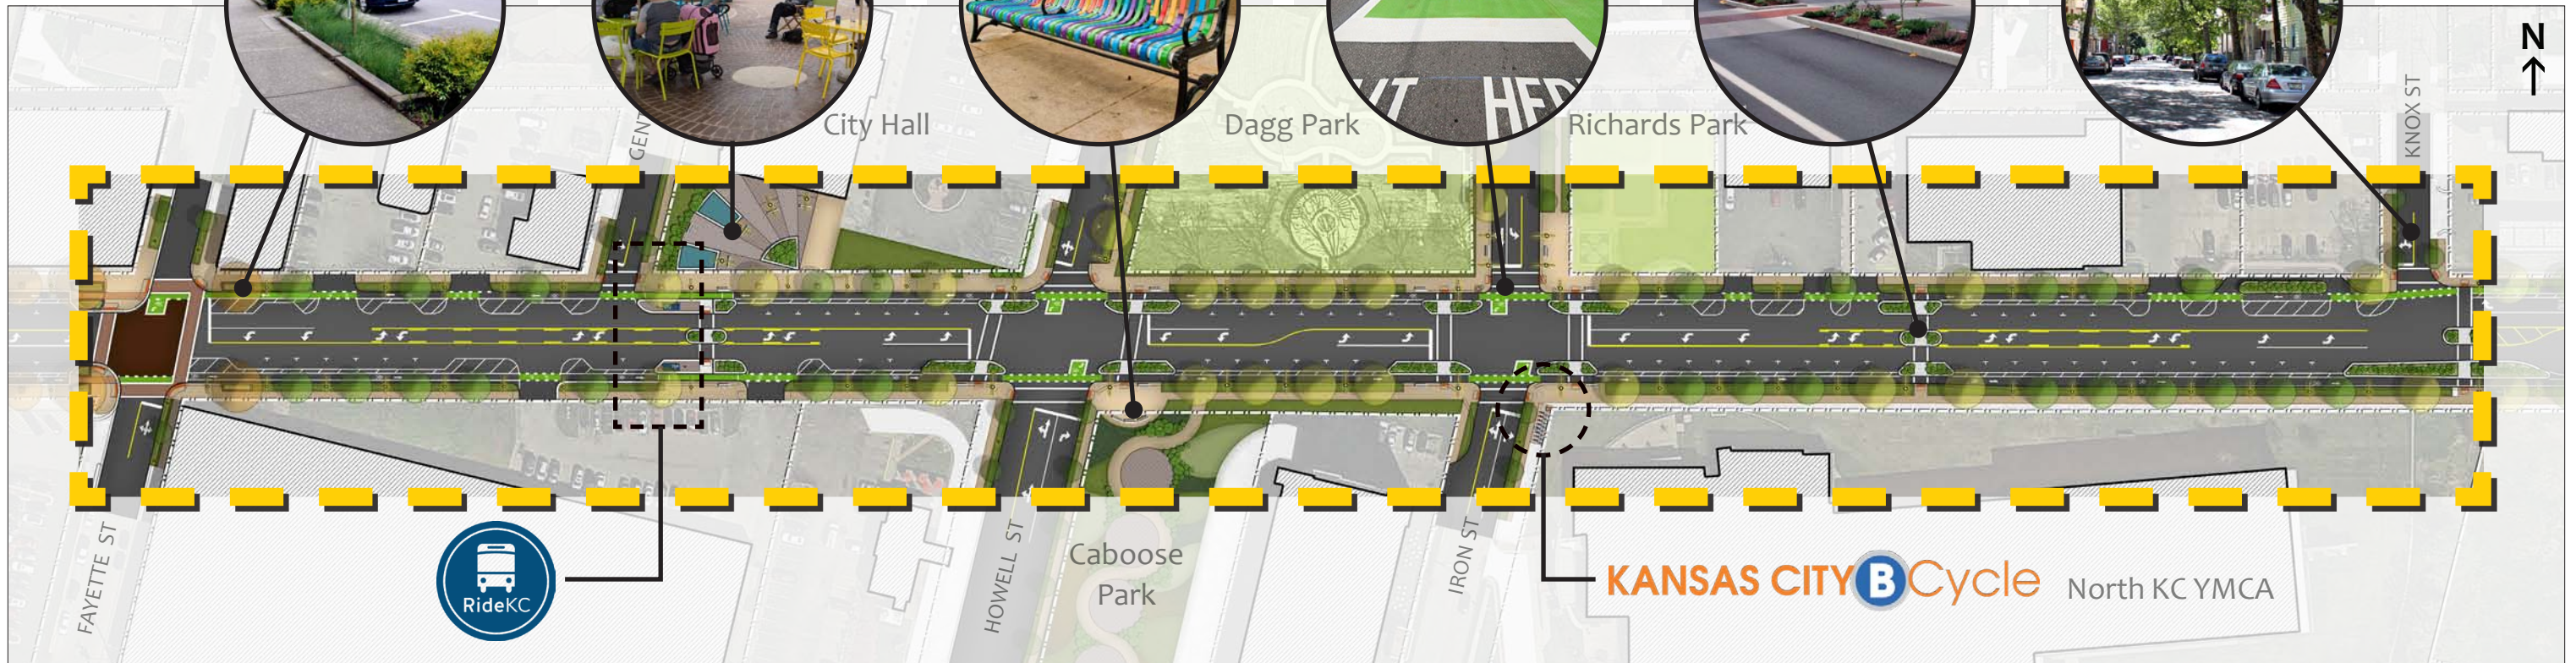 N
KNOX ST
City Hall
Dagg Park
Richards Park
FAYETTE ST
RideKC
HOWELL ST
Caboose
Park
IRON ST
KANSAS CITY B Cycle
North KC YMCA